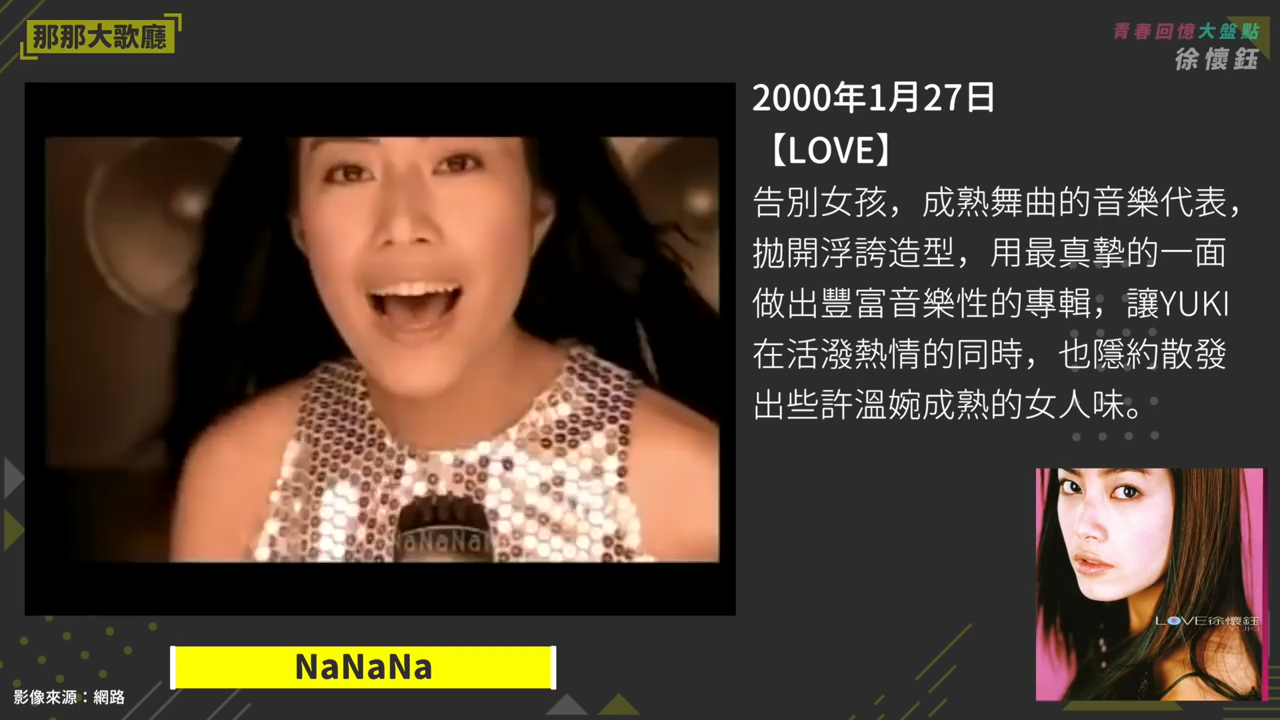 那那大歌廳
青春回憶大盤點
徐懷鈺
2000年1月27日
【LOVE】
告別女孩，成熟舞曲的音樂代表，
拋開浮誇造型，用最真摯的一面
做出豐富音樂性的專輯，讓YUKI
在活潑熱情的同時，也隱約散發
出些許溫婉成熟的女人味。
NaNaNa
LOVE徐懷鈺
YUKI
NaNaNa
影像來源：網路